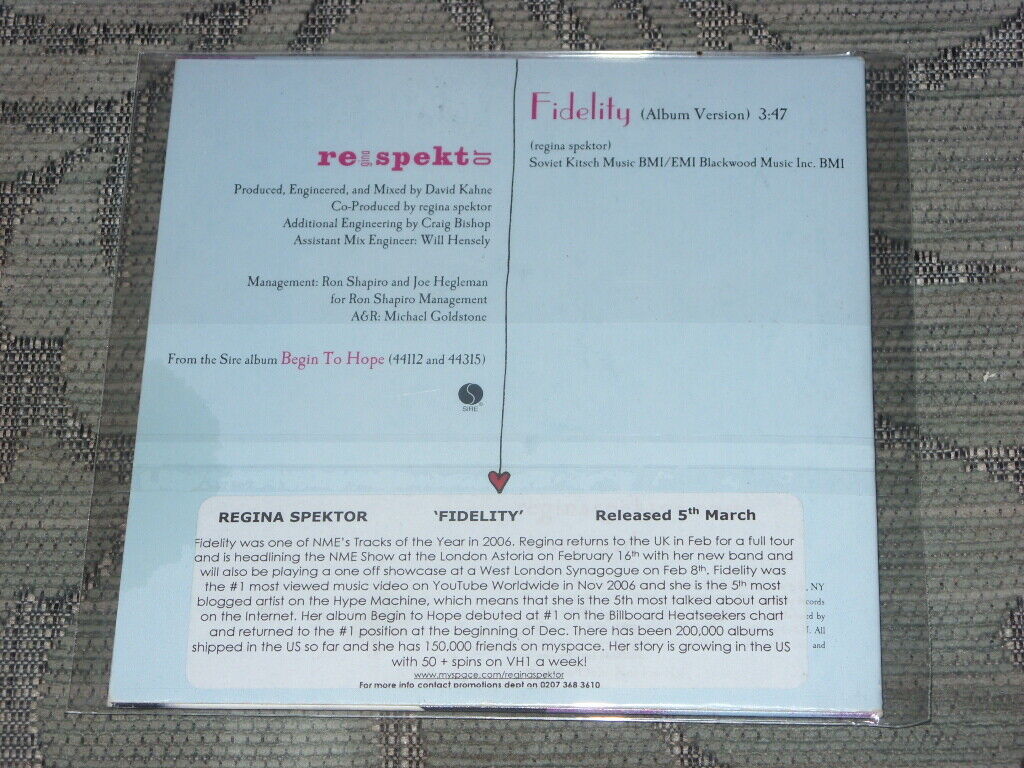 reginaspektor
Produced, Engineered, and Mixed by David Kahne
Co-Produced by regina spektor
Additional Engineering by Craig Bishop
Assistant Mix Engineer: Will Hensely
Management: Ron Shapiro and Joe Hegleman
for Ron Shapiro Management
A&R: Michael Goldstone
From the Sire album Begin To Hope (44112 and 44315)
SIRE
Fidelity (Album Version) 3:47
(regina spektor)
Soviet Kitsch Music BMI/EMI Blackwood Music Inc. BMI
REGINA SPEKTOR 'FIDELITY' Released 5th March
Fidelity was one of NME's Tracks of the Year in 2006. Regina returns to the UK in Feb for a full tour
and is headlining the NME Show at the London Astoria on February 16th with her new band and
will also be playing a one off showcase at a West London Synagogue on Feb 8th. Fidelity was
the #1 most viewed music video on YouTube Worldwide in Nov 2006 and she is the 5th most
blogged artist on the Hype Machine, which means that she is the 5th most talked about artist
on the Internet. Her album Begin to Hope debuted at #1 on the Billboard Heatseekers chart
and returned to the #1 position at the beginning of Dec. There has been 200,000 albums
shipped in the US so far and she has 150,000 friends on myspace. Her story is growing in the US
with 50 + spins on VH1 a week!
www.myspace.com/reginaspektor
For more info contact promotions dept on 0207 368 3610
, NY
cords
ed by
. All
and